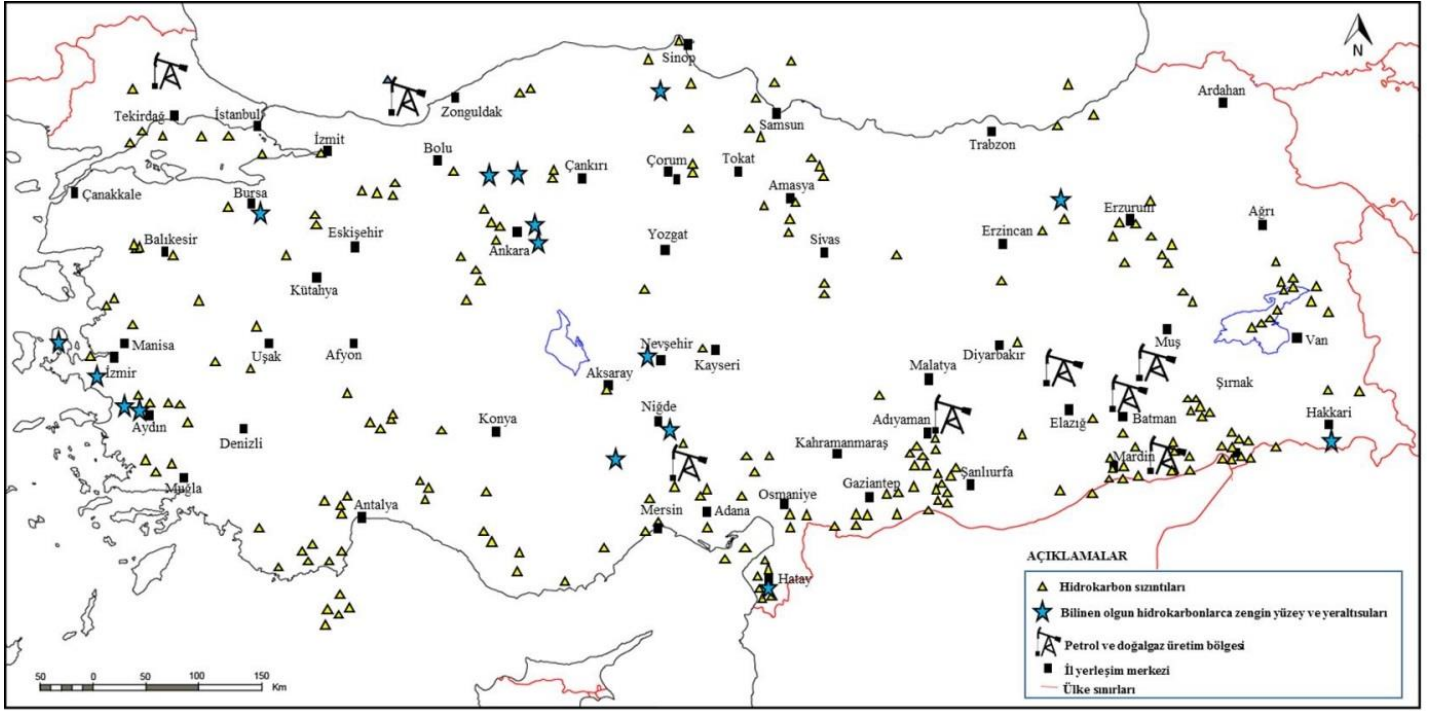 N
Sinop
Ardahan
Zonguldak
Tekirdağ
İstanbul
Samsun
İzmit
Trabzon
Bolu
Çankırı
Çorum
Tokat
Çanakkale
Bursa
Amasya
Erzurum
Ağrı
Balıkesir
Eskişehir
Ankara
Yozgat
Sivas
Erzincan
Kütahya
Manisa
Uşak
Afyon
Nevşehir
Kayseri
Diyarbakır
Muş
Van
İzmir
Aksaray
Malatya
Şırnak
Aydın
Denizli
Konya
Niğde
Adıyaman
Elazığ
Batman
Hakkari
Kahramanmaraş
Mardin
Muğla
Şanlıurfa
Antalya
Mersin
Adana
Osmaniye
Gaziantep
Hatay
AÇIKLAMALAR
Hidrokarbon sızıntıları
Bilinen olgun hidrokarbonlarca zengin yüzey ve yeraltısuları
Petrol ve doğalgaz üretim bölgesi
İl yerleşim merkezi
Ülke sınırları
50 0 50 100 150
Km